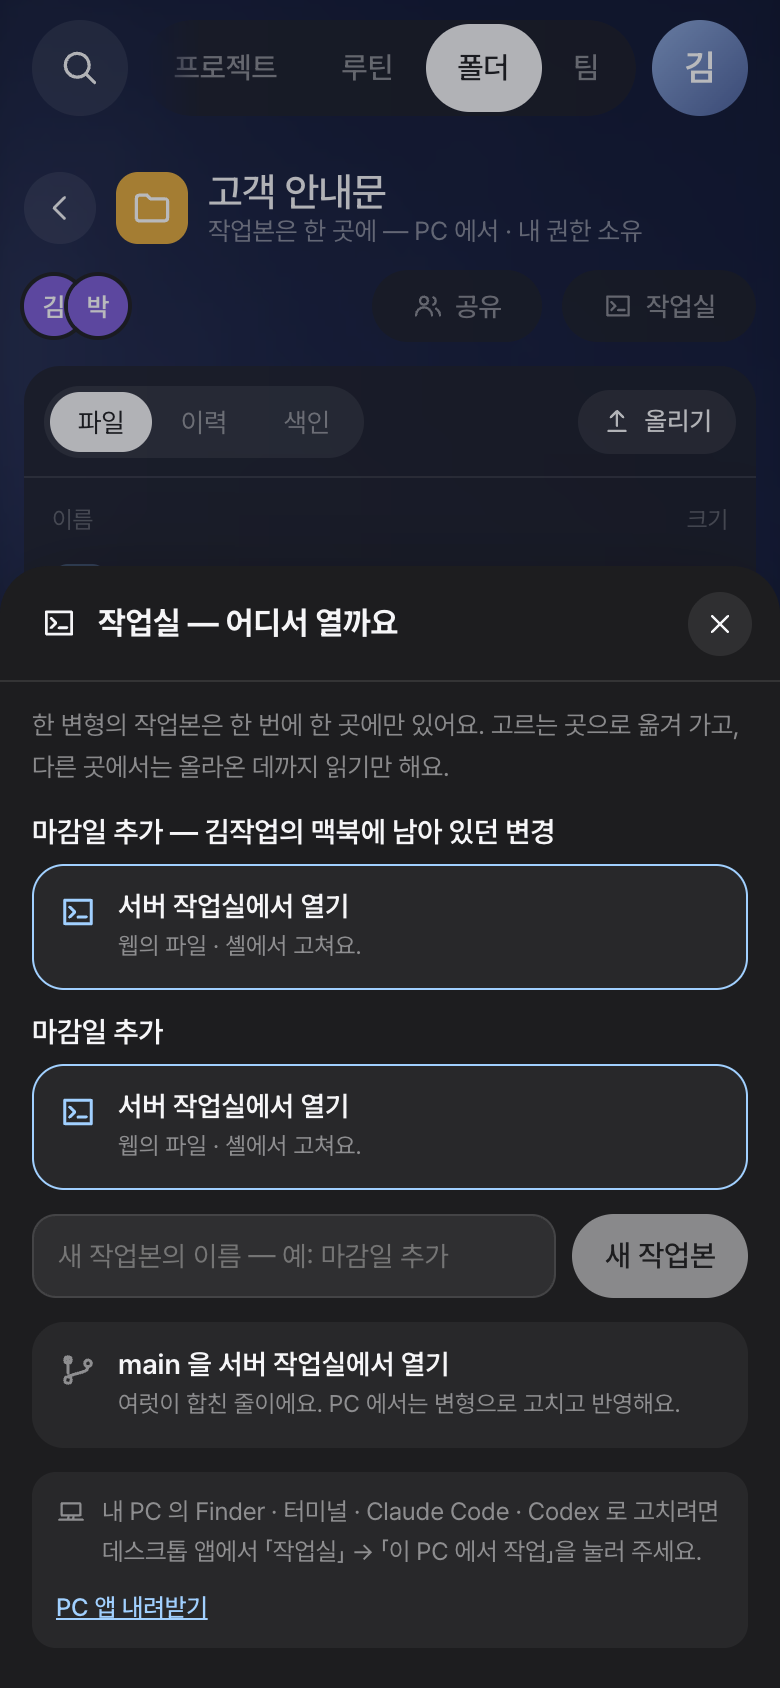 프로젝트
루틴
폴더
팀
김
고객 안내문
작업본은 한 곳에 — PC 에서 · 내 권한 소유
김
박
공유
작업실
파일
이력
색인
올리기
이름
크기
작업실 — 어디서 열까요
한 변형의 작업본은 한 번에 한 곳에만 있어요. 고르는 곳으로 옮겨 가고,
다른 곳에서는 올라온 데까지 읽기만 해요.
마감일 추가 — 김작업의 맥북에 남아 있던 변경
서버 작업실에서 열기
웹의 파일 · 셸에서 고쳐요.
마감일 추가
서버 작업실에서 열기
웹의 파일 · 셸에서 고쳐요.
새 작업본의 이름 — 예: 마감일 추가
새 작업본
main 을 서버 작업실에서 열기
여럿이 합친 줄이에요. PC 에서는 변형으로 고치고 반영해요.
내 PC 의 Finder · 터미널 · Claude Code · Codex 로 고치려면
데스크톱 앱에서 「작업실」 → 「이 PC 에서 작업」을 눌러 주세요.
PC 앱 내려받기